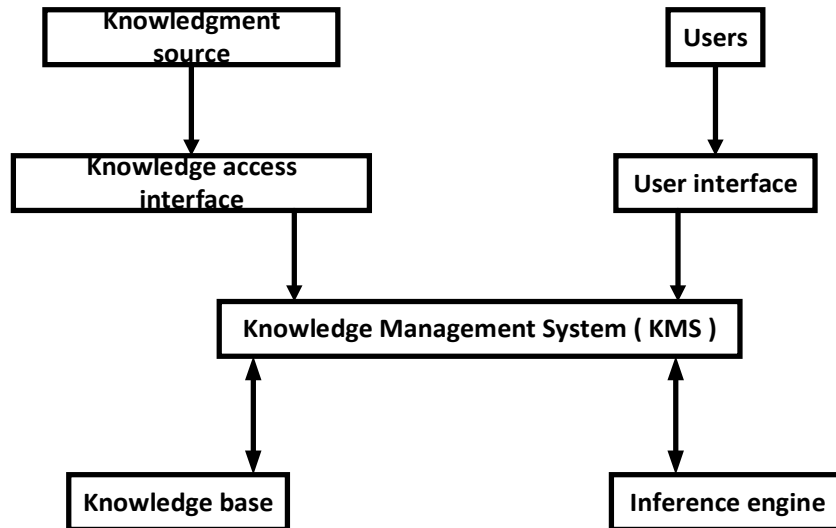 Knowledgment
source
Users
Knowledge access
interface
User interface
Knowledge Management System ( KMS )
Knowledge base
Inference engine